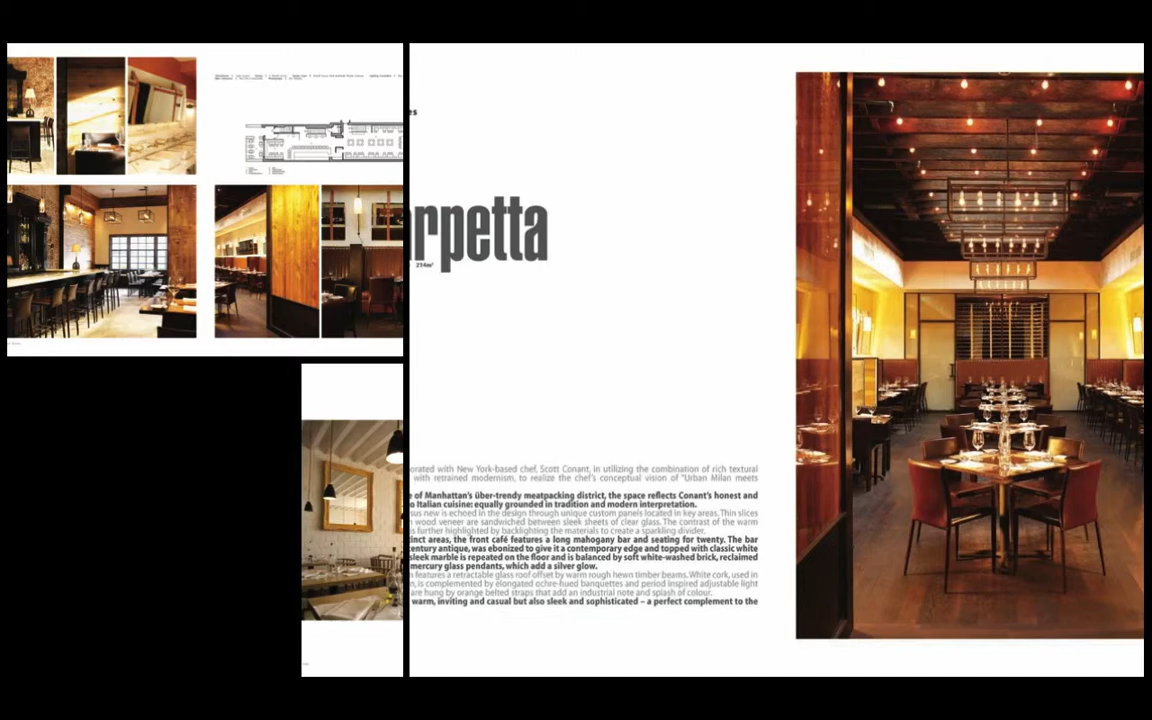 es
arpetta
254m²
orated with New York-based chef, Scott Conant, in utilizing the combination of rich textural
with retrained modernism, to realize the chef's conceptual vision of "Urban Milan meets
e of Manhattan's über-trendy meatpacking district, the space reflects Conant's honest and
o Italian cuisine: equally grounded in tradition and modern interpretation.
sus new is echoed in the design through unique custom panels located in key areas. Thin slices
n wood veneer are sandwiched between sleek sheets of clear glass. The contrast of the warm
is further highlighted by backlighting the materials to create a sparkling divider.
tinct areas, the front café features a long mahogany bar and seating for twenty. The bar
century antique, was ebonized to give it a contemporary edge and topped with classic white
sleek marble is repeated on the floor and is balanced by soft white-washed brick, reclaimed
mercury glass pendants, which add a silver glow.
n features a retractable glass roof offset by warm rough hewn timber beams. White cork, used in
n, is complemented by elongated ochre-hued banquettes and period inspired adjustable light
are hung by orange belted straps that add an industrial note and splash of colour.
warm, inviting and casual but also sleek and sophisticated – a perfect complement to the